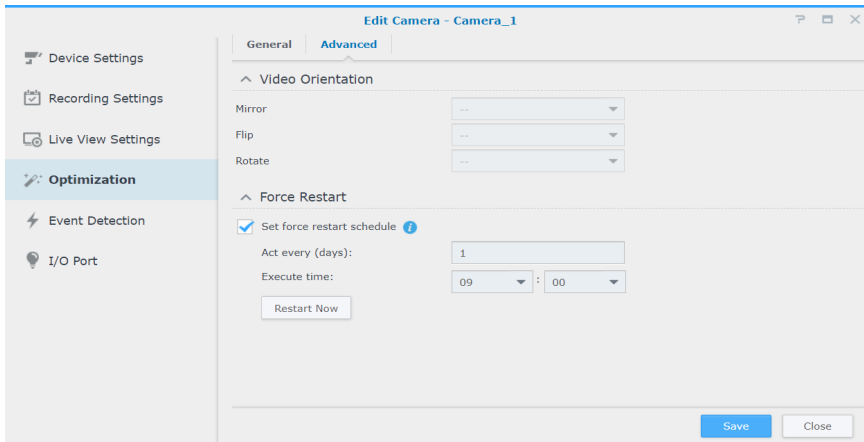 Edit Camera - Camera_1
?
Device Settings
Recording Settings
Live View Settings
Optimization
Event Detection
I/O Port
General
Advanced
Video Orientation
Mirror
--
Flip
--
Rotate
--
Force Restart
Set force restart schedule i
Act every (days):
1
Execute time:
09 : 00
Restart Now
Save
Close